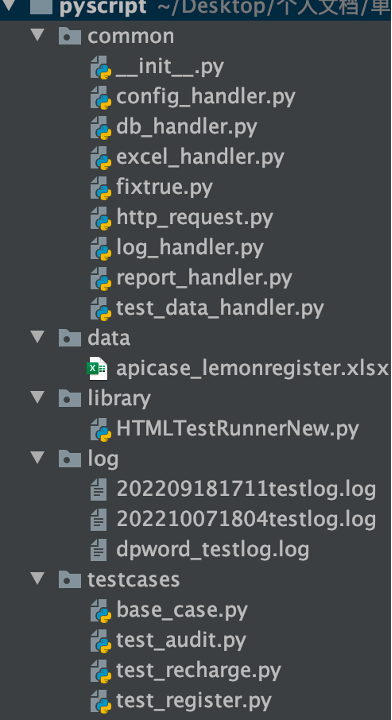 pyscript ~/Desktop/个人文档/单
common
__init__.py
config_handler.py
db_handler.py
excel_handler.py
fixtrue.py
http_request.py
log_handler.py
report_handler.py
test_data_handler.py
data
apicase_lemonregister.xlsx
library
HTMLTestRunnerNew.py
log
202209181711testlog.log
202210071804testlog.log
dpword_testlog.log
testcases
base_case.py
test_audit.py
test_recharge.py
test_register.py